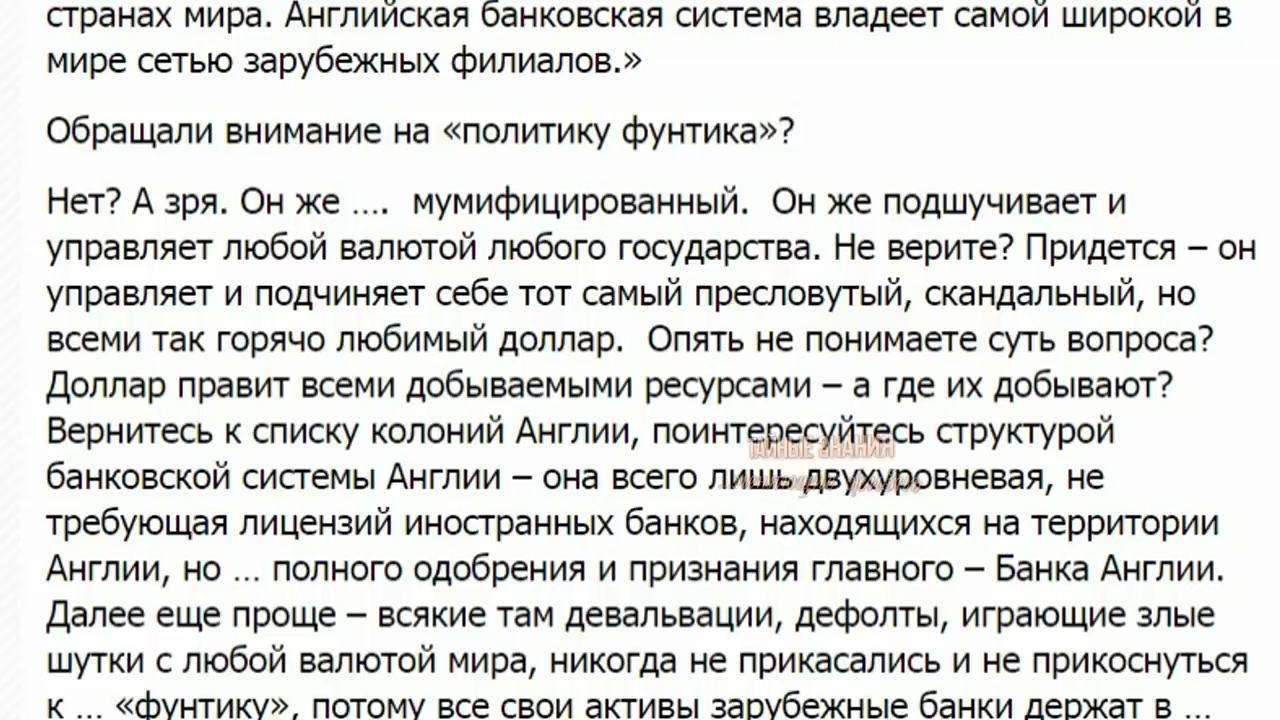 странах мира. Английская банковская система владеет самой широкой в
мире сетью зарубежных филиалов.»
Обращали внимание на «политику фунтика»?
Нет? А зря. Он же …. мумифицированный. Он же подшучивает и
управляет любой валютой любого государства. Не верите? Придется – он
управляет и подчиняет себе тот самый пресловутый, скандальный, но
всеми так горячо любимый доллар. Опять не понимаете суть вопроса?
Доллар правит всеми добываемыми ресурсами – а где их добывают?
Вернитесь к списку колоний Англии, поинтересуйтесь структурой
ТАЙНЫЕ ЗНАНИЯ
банковской системы Англии – она всего лишь двухуровневая, не
требующая лицензий иностранных банков, находящихся на территории
Англии, но … полного одобрения и признания главного – Банка Англии.
Далее еще проще – всякие там девальвации, дефолты, играющие злые
шутки с любой валютой мира, никогда не прикасались и не прикоснуться
к … «фунтику», потому все свои активы зарубежные банки держат в …